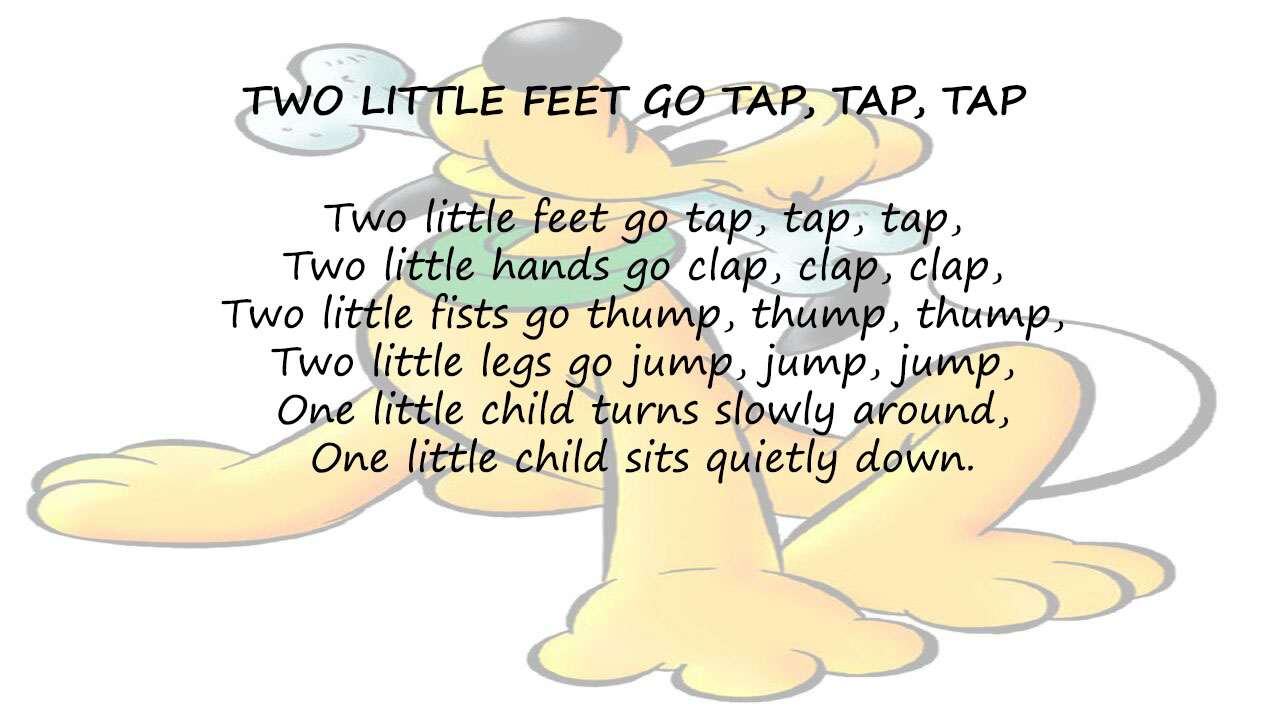 TWO LITTLE FEET GO TAP, TAP, TAP
Two little feet go tap, tap, tap,
Two little hands go clap, clap, clap,
Two little fists go thump, thump, thump,
Two little legs go jump, jump, jump,
One little child turns slowly around,
One little child sits quietly down.